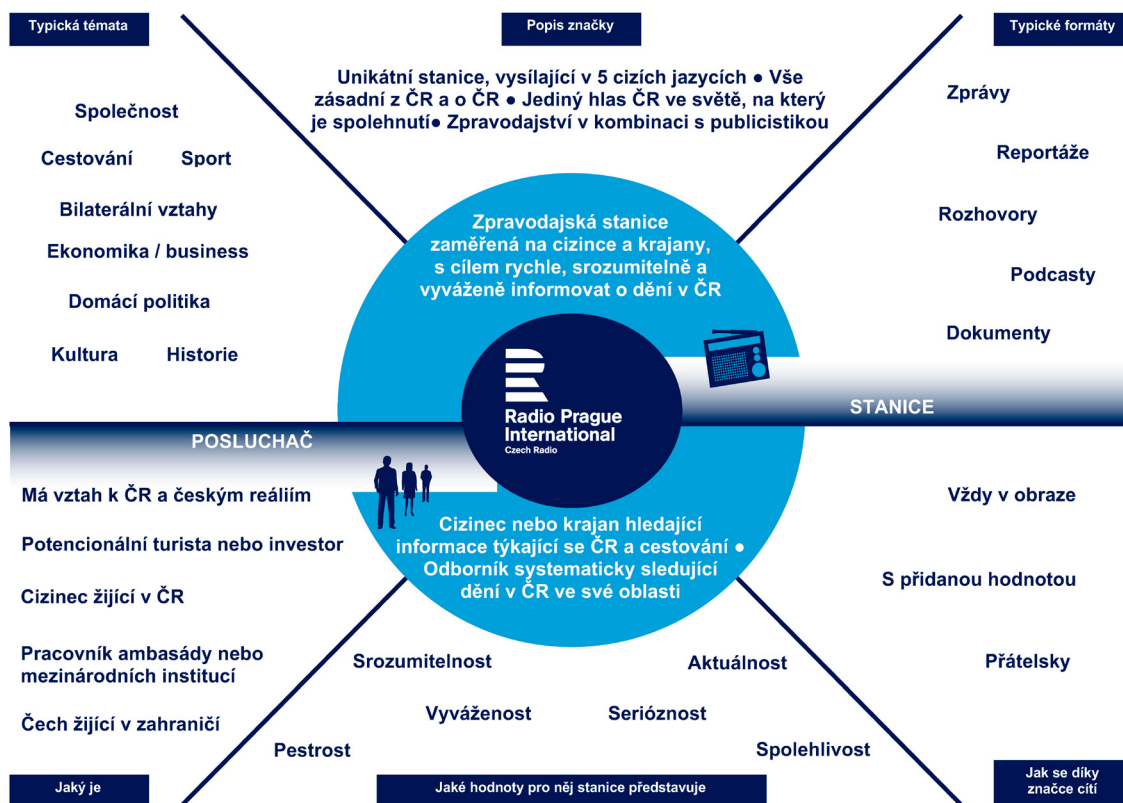 Typická témata
Společnost
Cestování
Sport
Bilaterální vztahy
Ekonomika / business
Domácí politika
Kultura
Historie
Popis značky
Unikátní stanice, vysílající v 5 cizích jazycích ● Vše
zásadní z ČR a o ČR ● Jediný hlas ČR ve světě, na který
je spolehnutí● Zpravodajství v kombinaci s publicistikou
Typické formáty
Zprávy
Reportáže
Rozhovory
Podcasty
Dokumenty
Zpravodajská stanice
zaměřená na cizince a krajany,
s cílem rychle, srozumitelně a
vyváženě informovat o dění v ČR
Radio Prague
International
Czech Radio
STANICE
POSLUCHAČ
Cizinec nebo krajan hledající
informace týkající se ČR a cestování ●
Odborník systematicky sledující
dění v ČR ve své oblasti
Má vztah k ČR a českým reáliím
Potencionální turista nebo investor
Cizinec žijící v ČR
Pracovník ambasády nebo
mezinárodních institucí
Čech žijící v zahraničí
Jaký je
Srozumitelnost
Aktuálnost
Vyváženost
Serióznost
Pestrost
Spolehlivost
Jaké hodnoty pro něj stanice představuje
Vždy v obraze
S přidanou hodnotou
Přátelsky
Jak se díky
značce cítí